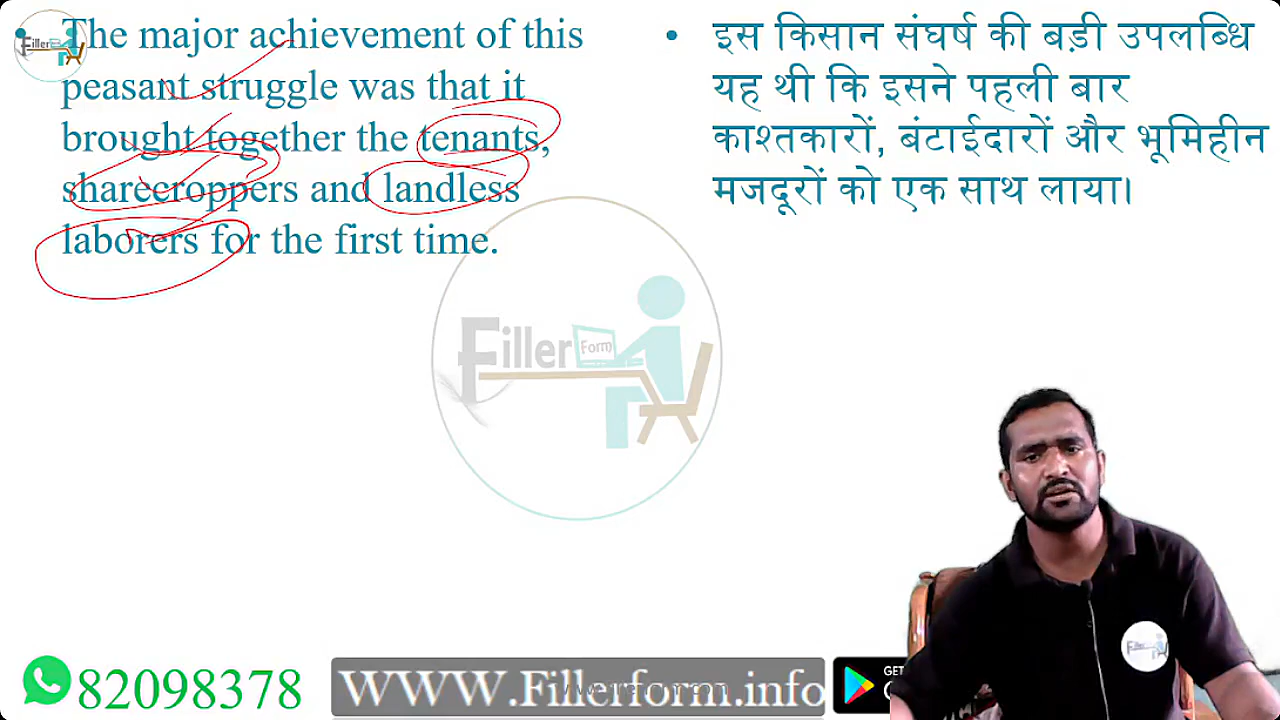 The major achievement of this
peasant struggle was that it
brought together the tenants,
sharecroppers and landless
laborers for the first time.
इस किसान संघर्ष की बड़ी उपलब्धि
यह थी कि इसने पहली बार
काश्तकारों, बंटाईदारों और भूमिहीन
मजदूरों को एक साथ लाया।
Filler
Form
82098378
WWW.Fillerform.info
GET